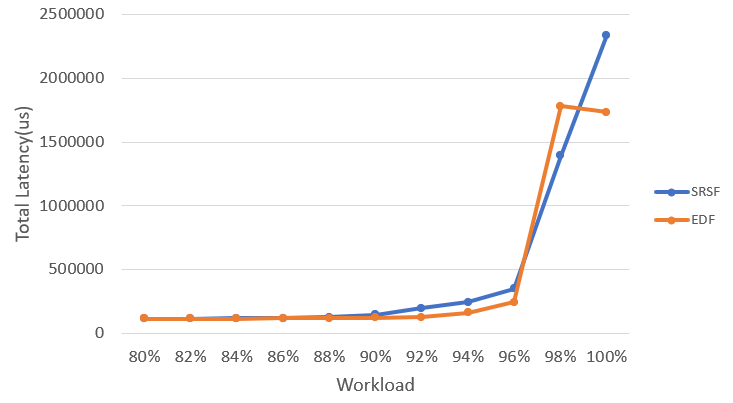 2500000
2000000
1500000
1000000
500000
0
Total Latency(us)
80% 82% 84% 86% 88% 90% 92% 94% 96% 98% 100%
Workload
SRSF
EDF